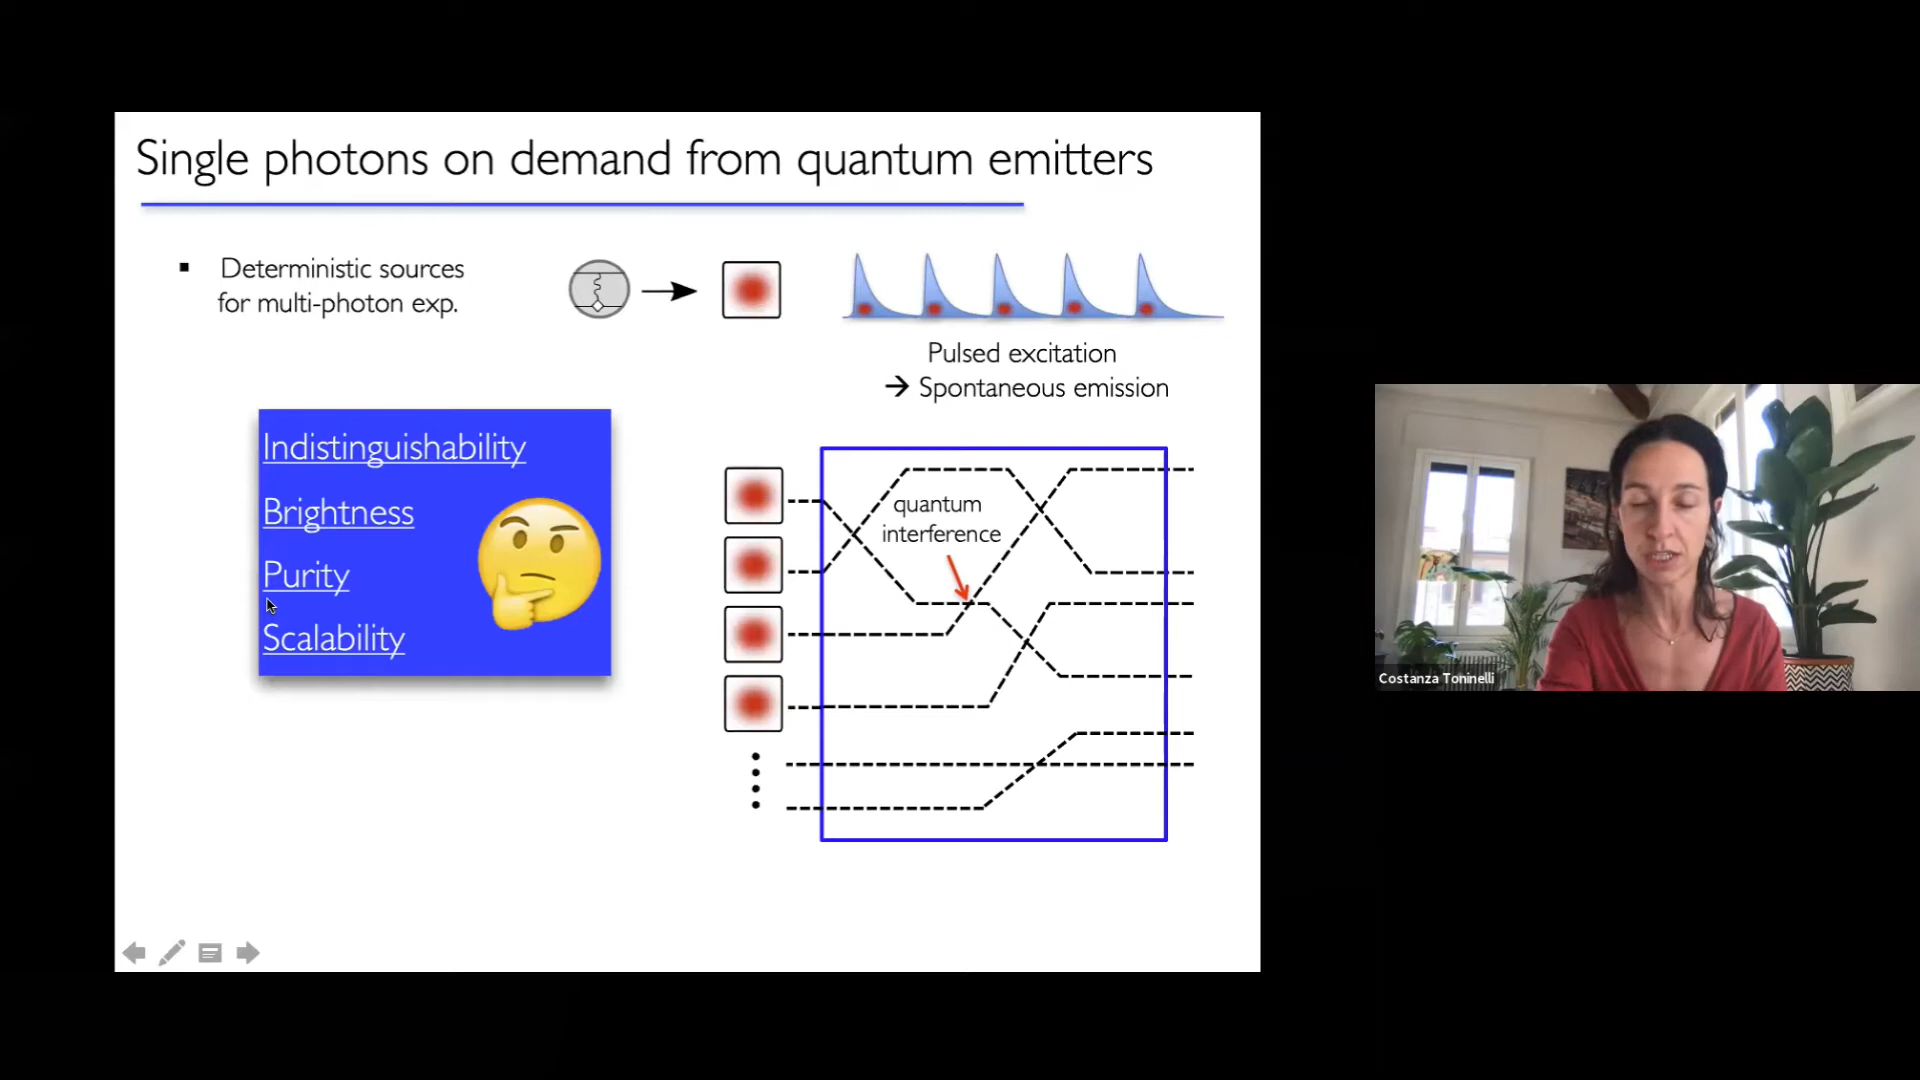 Single photons on demand from quantum emitters
▪ Deterministic sources
for multi-photon exp.
Pulsed excitation
→ Spontaneous emission
Indistinguishability
Brightness
Purity
Scalability
quantum
interference
Costanza Toninelli